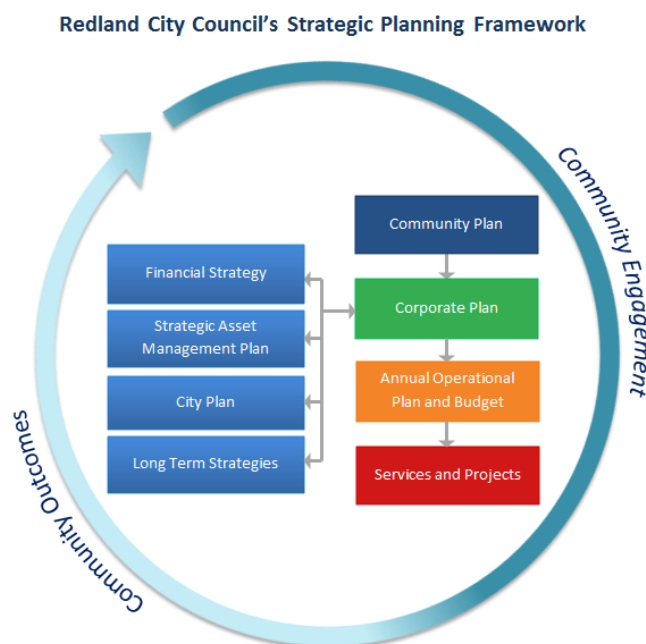 Redland City Council's Strategic Planning Framework
Community Engagement
Community Plan
Financial Strategy
Corporate Plan
Strategic Asset
Management Plan
Annual Operational
Plan and Budget
City Plan
Long Term Strategies
Services and Projects
Community Outcomes